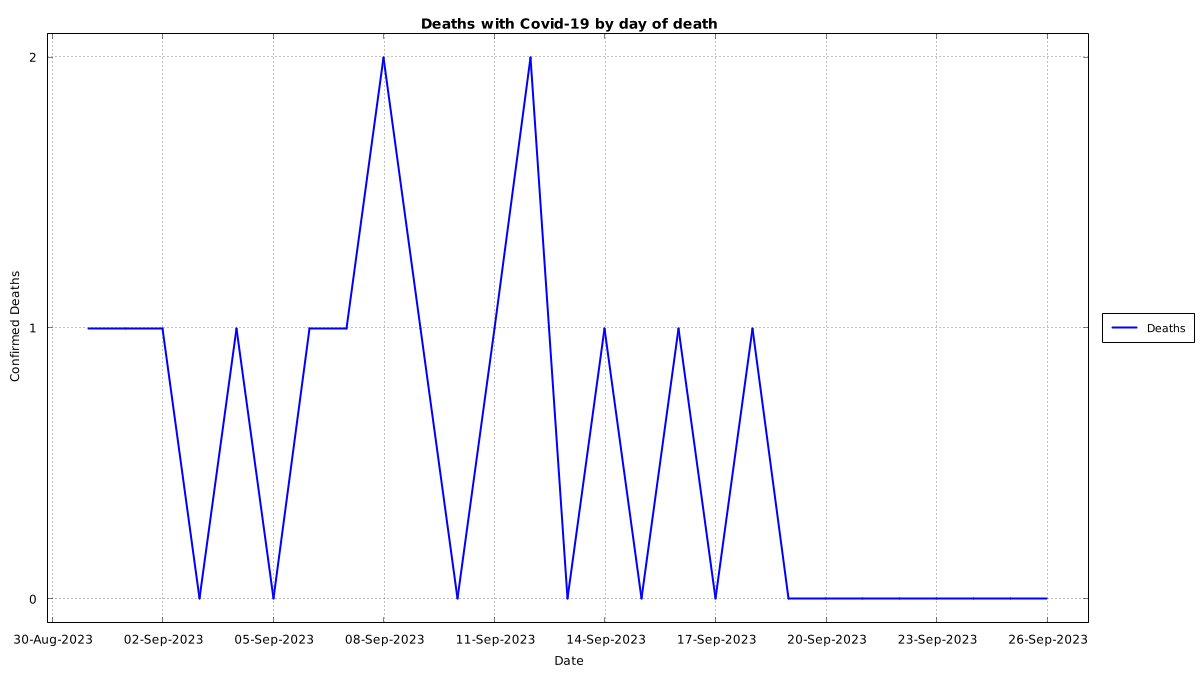 Deaths with Covid-19 by day of death
2
1
0
Confirmed Deaths
Deaths
30-Aug-2023 02-Sep-2023 05-Sep-2023 08-Sep-2023 11-Sep-2023 14-Sep-2023 17-Sep-2023 20-Sep-2023 23-Sep-2023 26-Sep-2023
Date